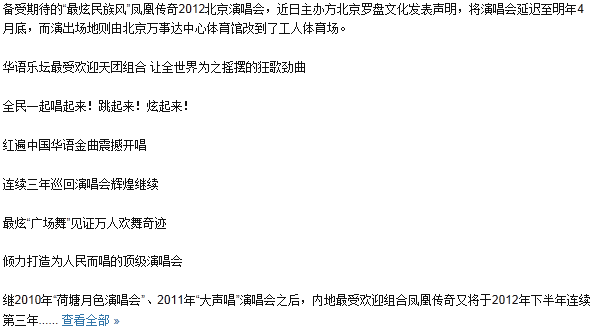 备受期待的“最炫民族风”凤凰传奇2012北京演唱会，近日主办方北京罗盘文化发表声明，将演唱会延迟至明年4
月底，而演出场地则由北京万事达中心体育馆改到了工人体育场。
华语乐坛最受欢迎天团组合 让全世界为之摇摆的狂歌劲曲
全民一起唱起来！跳起来！炫起来！
红遍中国华语金曲震撼开唱
连续三年巡回演唱会辉煌继续
最炫“广场舞”见证万人欢舞奇迹
倾力打造为人民而唱的顶级演唱会
继2010年“荷塘月色演唱会”、2011年“大声唱”演唱会之后，内地最受欢迎组合凤凰传奇又将于2012年下半年连续
第三年...... 查看全部 »